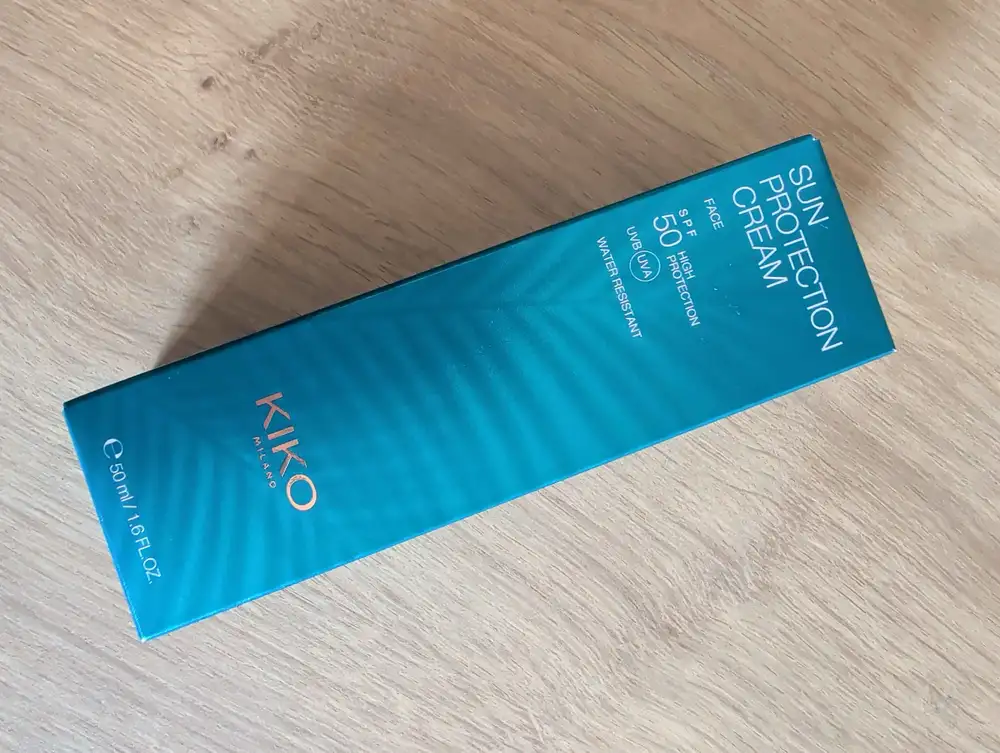 SUN
PROTECTION
CREAM
FACE
SPF
50 HIGH
PROTECTION
UVB UVA
WATER RESISTANT
KIKO
MILANO
℮ 50 ml / 1.6 FL.OZ.